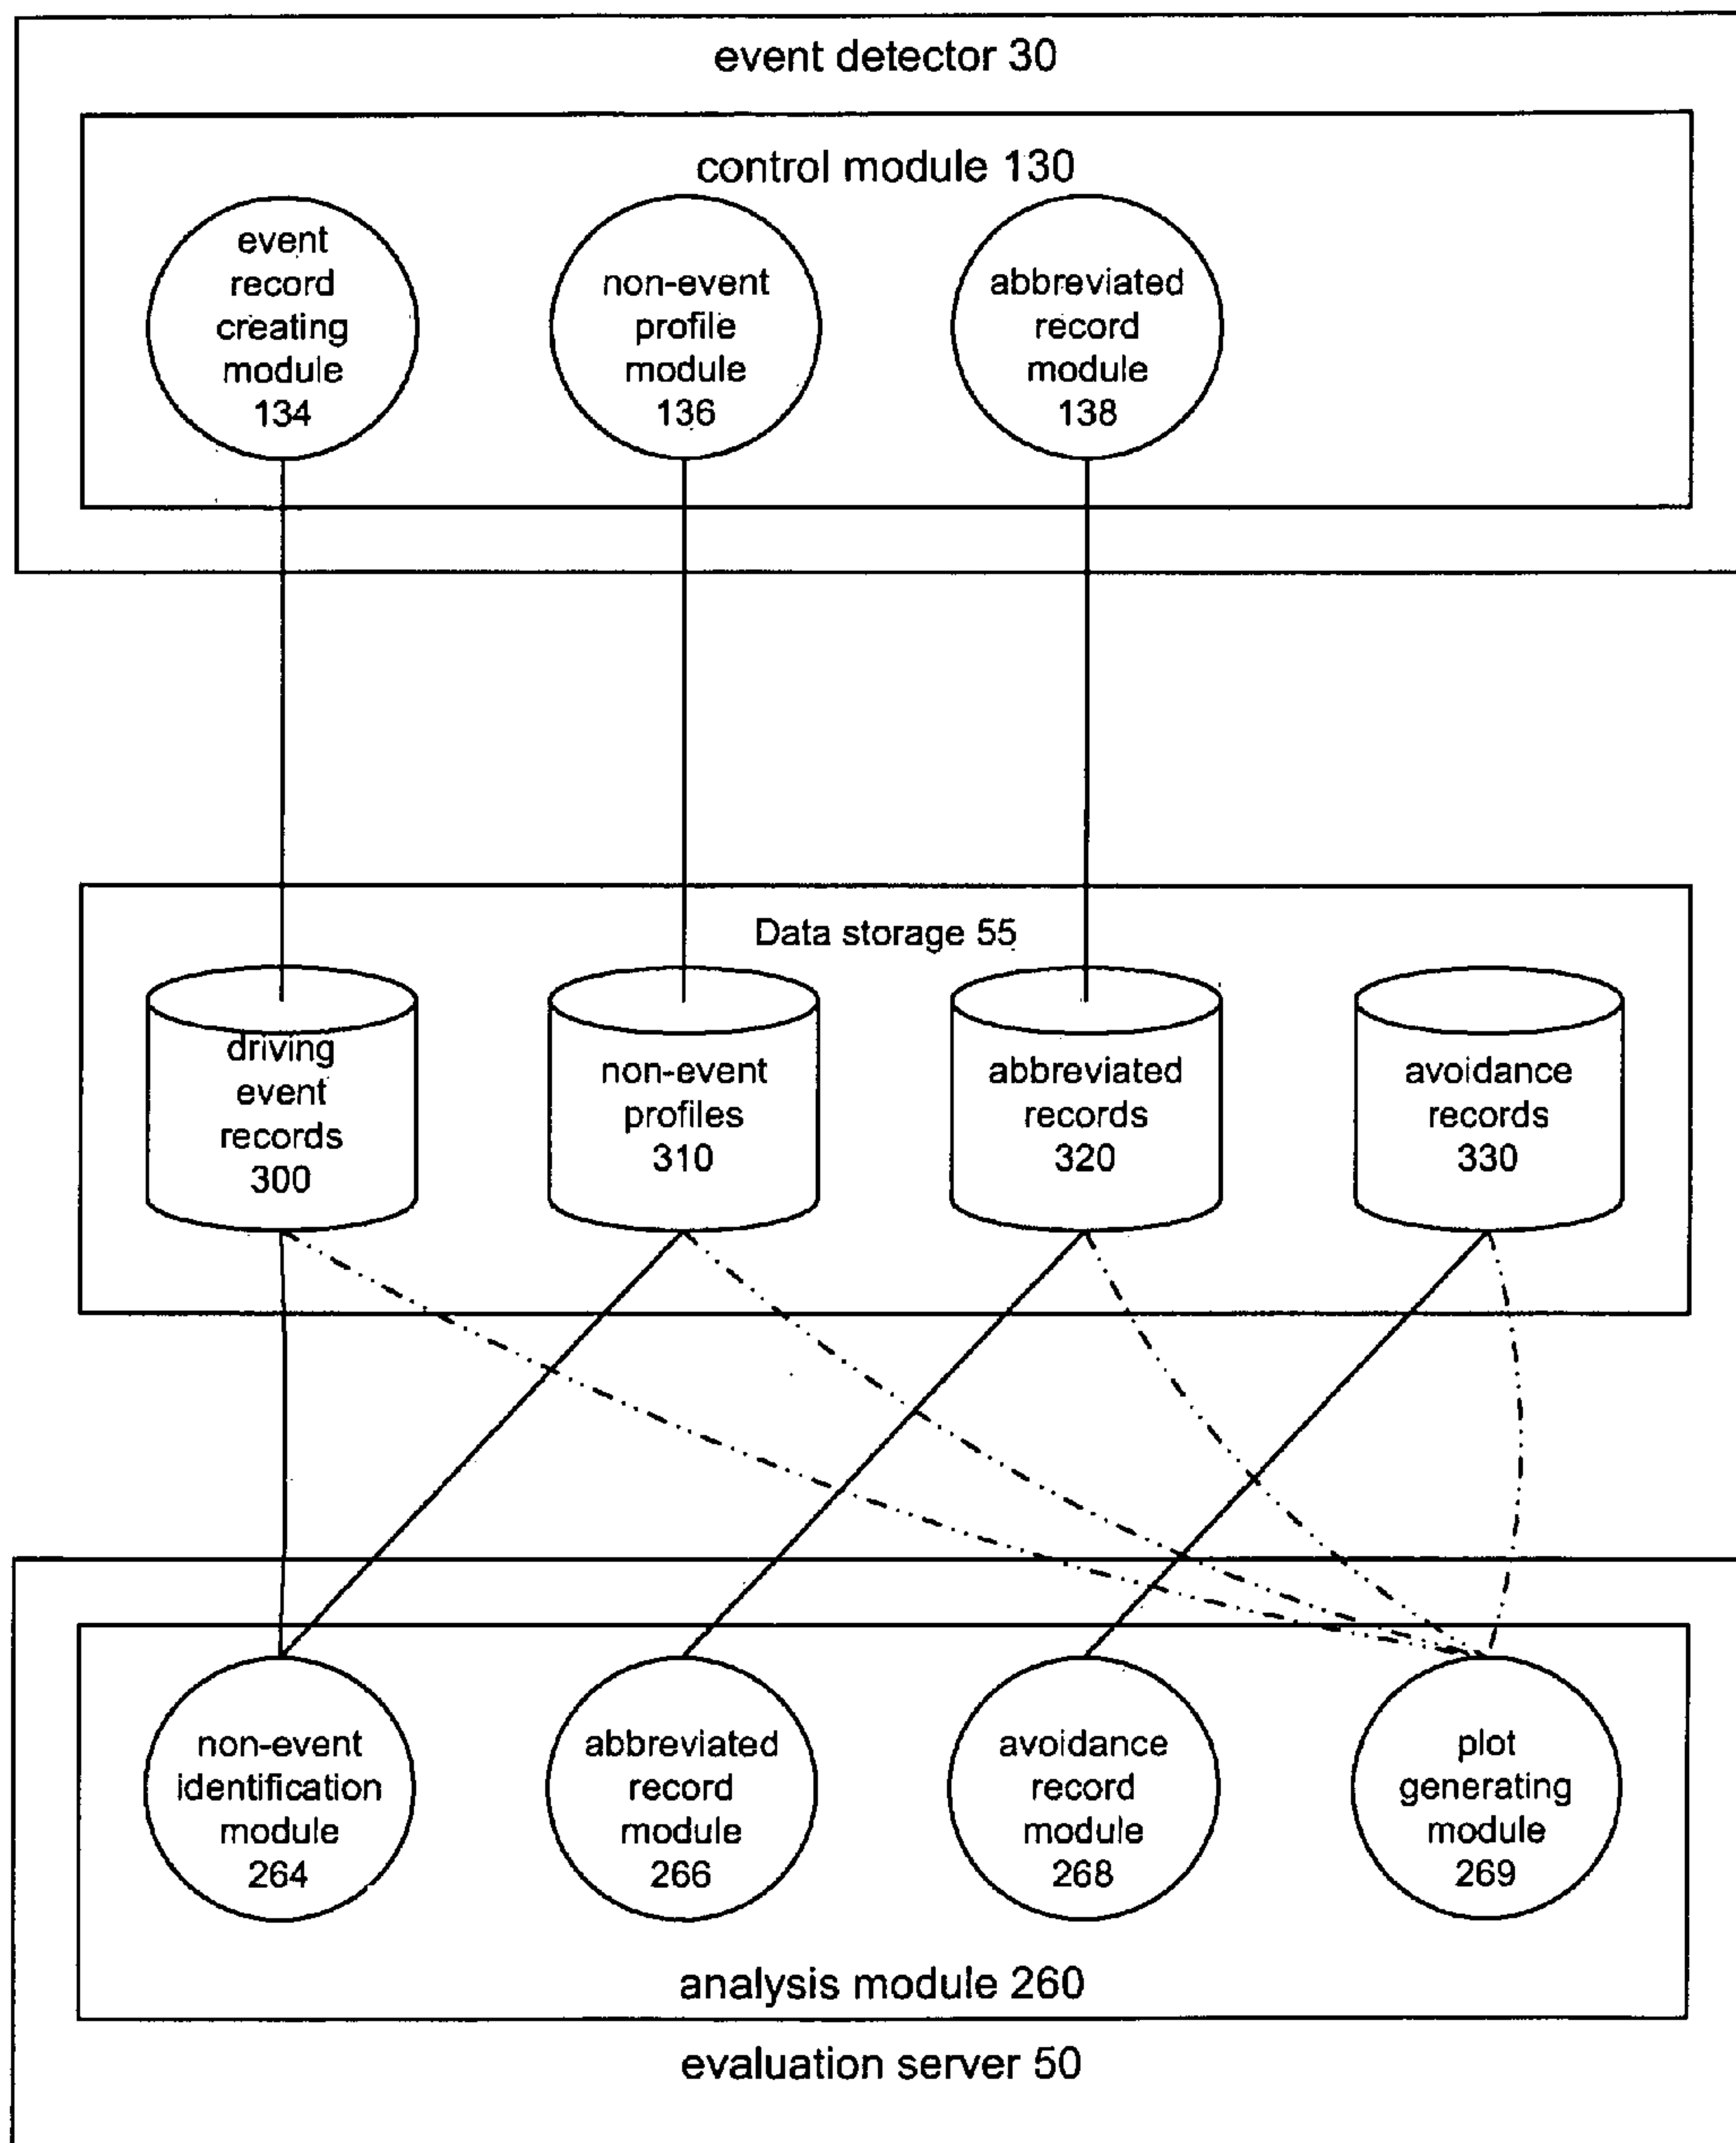 event detector 30
control module 130
event
record
creating
module
134
non-event
profile
module
136
abbreviated
record
module
138
Data storage 55
driving
event
records
300
non-event
profiles
310
abbreviated
records
320
avoidance
records
330
non-event
identification
module
264
abbreviated
record
module
266
avoidance
record
module
268
plot
generating
module
269
analysis module 260
evaluation server 50